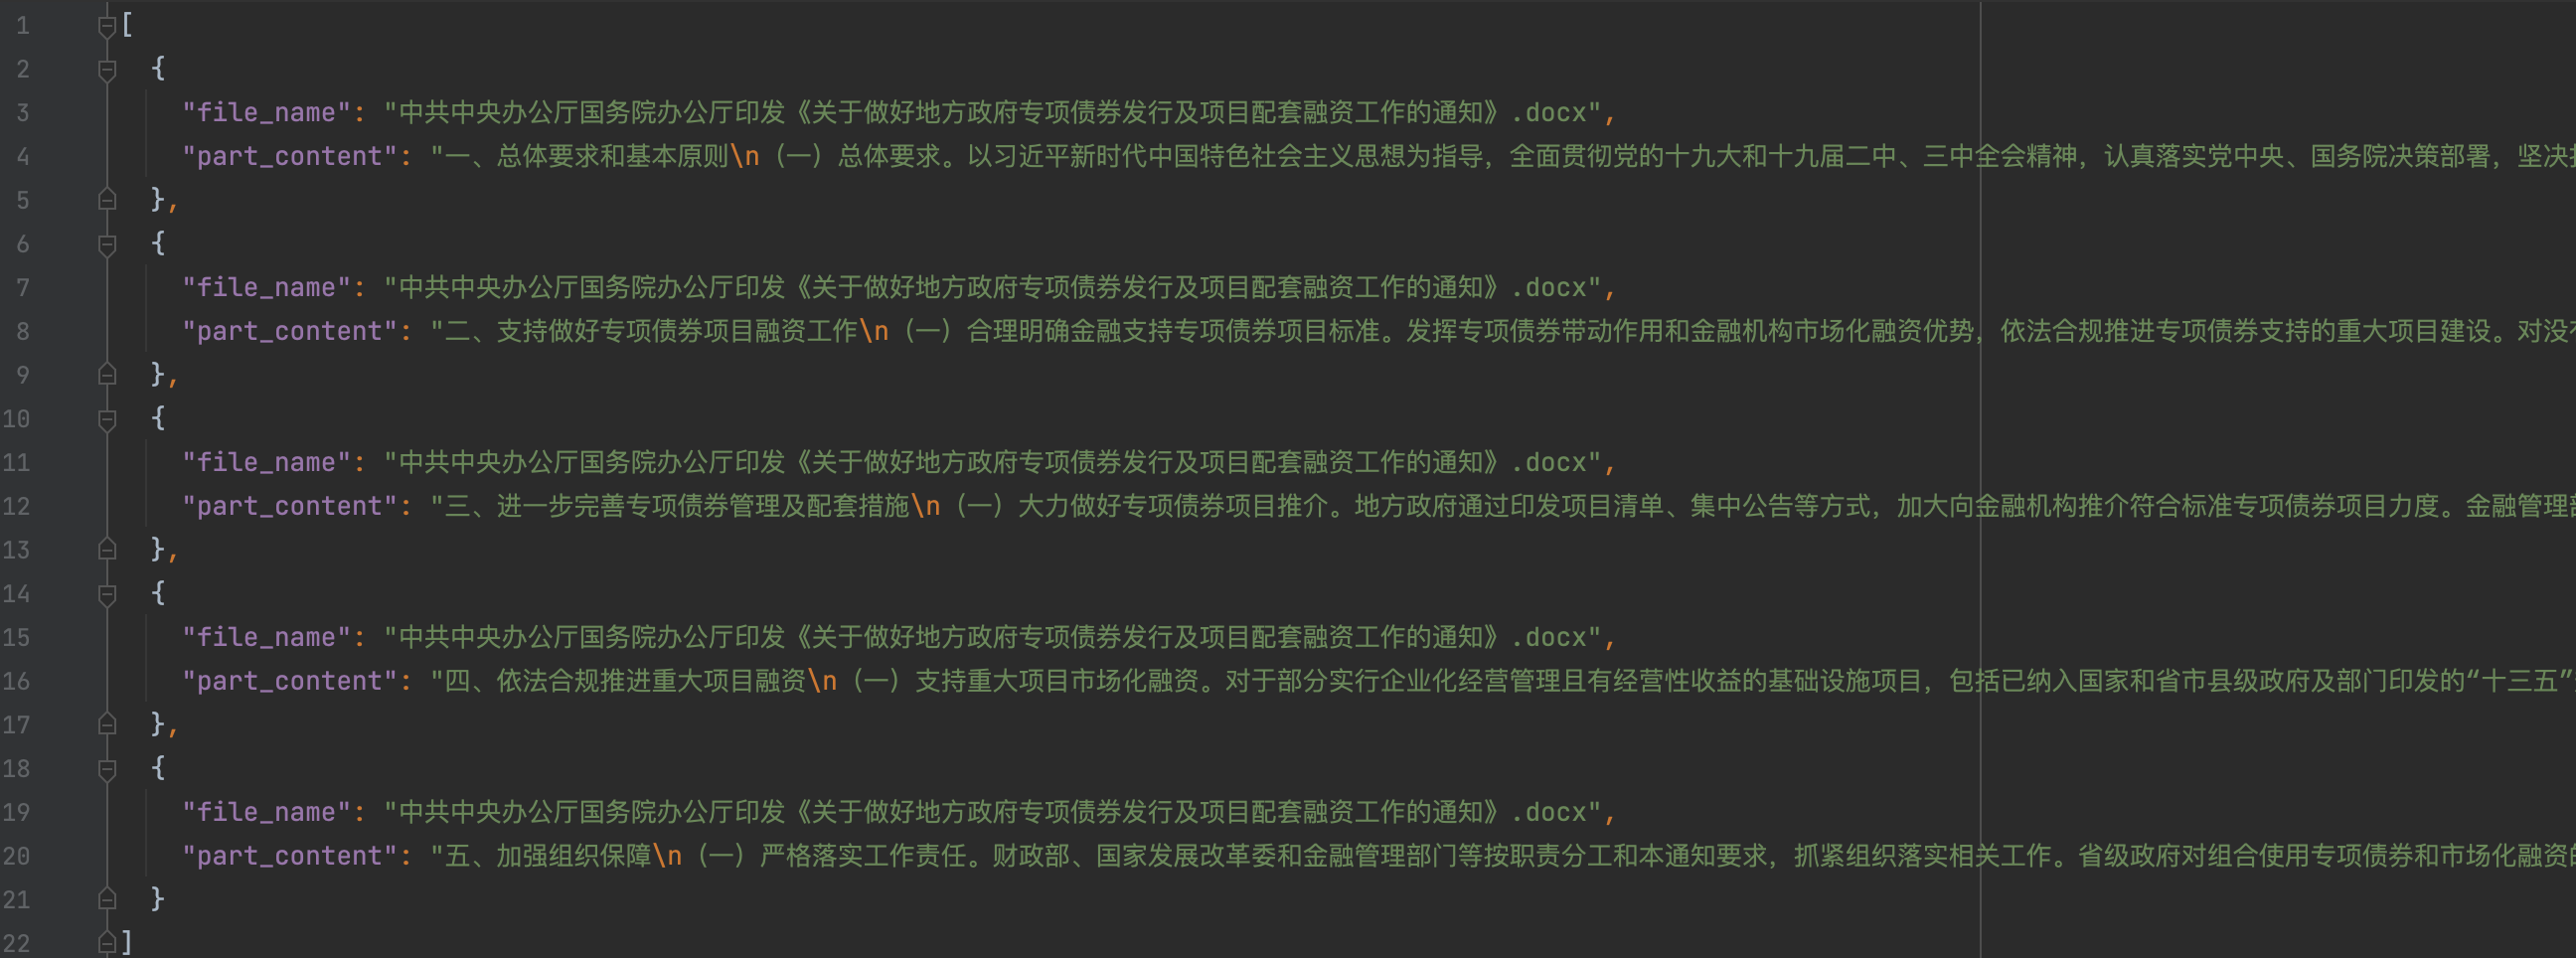 1 [
2 {
3 "file_name": "中共中央办公厅国务院办公厅印发《关于做好地方政府专项债券发行及项目配套融资工作的通知》.docx",
4 "part_content": "一、总体要求和基本原则\n（一）总体要求。以习近平新时代中国特色社会主义思想为指导，全面贯彻党的十九大和十九届二中、三中全会精神，认真落实党中央、国务院决策部署，坚决
5 },
6 {
7 "file_name": "中共中央办公厅国务院办公厅印发《关于做好地方政府专项债券发行及项目配套融资工作的通知》.docx",
8 "part_content": "二、支持做好专项债券项目融资工作\n（一）合理明确金融支持专项债券项目标准。发挥专项债券带动作用和金融机构市场化融资优势，依法合规推进专项债券支持的重大项目建设。对没
9 },
10 {
11 "file_name": "中共中央办公厅国务院办公厅印发《关于做好地方政府专项债券发行及项目配套融资工作的通知》.docx",
12 "part_content": "三、进一步完善专项债券管理及配套措施\n（一）大力做好专项债券项目推介。地方政府通过印发项目清单、集中公告等方式，加大向金融机构推介符合标准专项债券项目力度。金融管理
13 },
14 {
15 "file_name": "中共中央办公厅国务院办公厅印发《关于做好地方政府专项债券发行及项目配套融资工作的通知》.docx",
16 "part_content": "四、依法合规推进重大项目融资\n（一）支持重大项目市场化融资。对于部分实行企业化经营管理且有经营性收益的基础设施项目，包括已纳入国家和省市县级政府及部门印发的“十三五”
17 },
18 {
19 "file_name": "中共中央办公厅国务院办公厅印发《关于做好地方政府专项债券发行及项目配套融资工作的通知》.docx",
20 "part_content": "五、加强组织保障\n（一）严格落实工作责任。财政部、国家发展改革委和金融管理部门等按职责分工和本通知要求，抓紧组织落实相关工作。省级政府对组合使用专项债券和市场化融资
21 }
22 ]